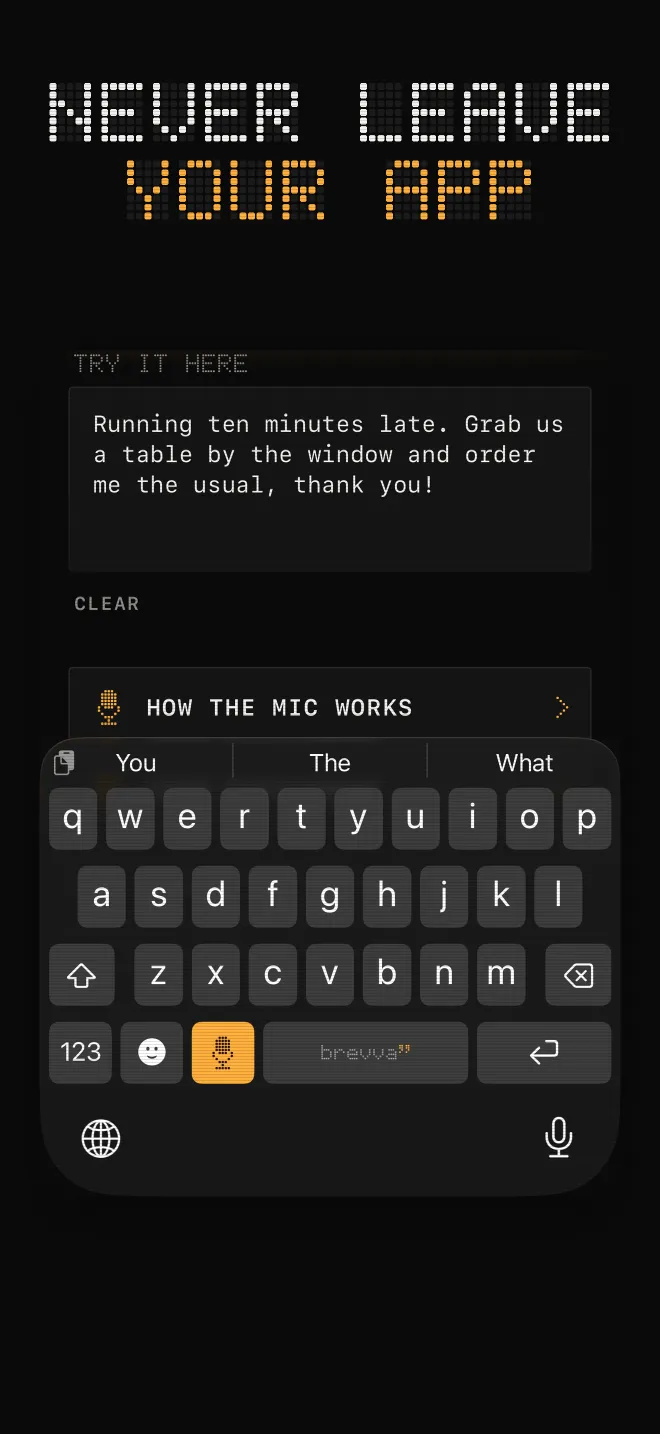 NEVER LEAVE
YOUR APP
TRY IT HERE
Running ten minutes late. Grab us
a table by the window and order
me the usual, thank you!
CLEAR
HOW THE MIC WORKS
You The What
q w e r t y u i o p
a s d f g h j k l
z x c v b n m
123 brevva”